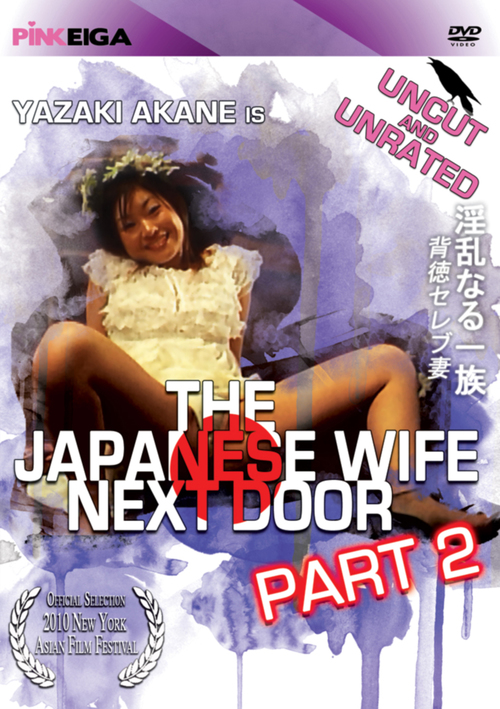 PINKEIGA
DVD
VIDEO
YAZAKI AKANE IS
UNCUT
AND
UNRATED
淫乱なる一族
背徳セレブ妻
THE
JAPANESE WIFE
NEXT DOOR
PART 2
OFFICIAL SELECTION
2010 NEW YORK
ASIAN FILM FESTIVAL